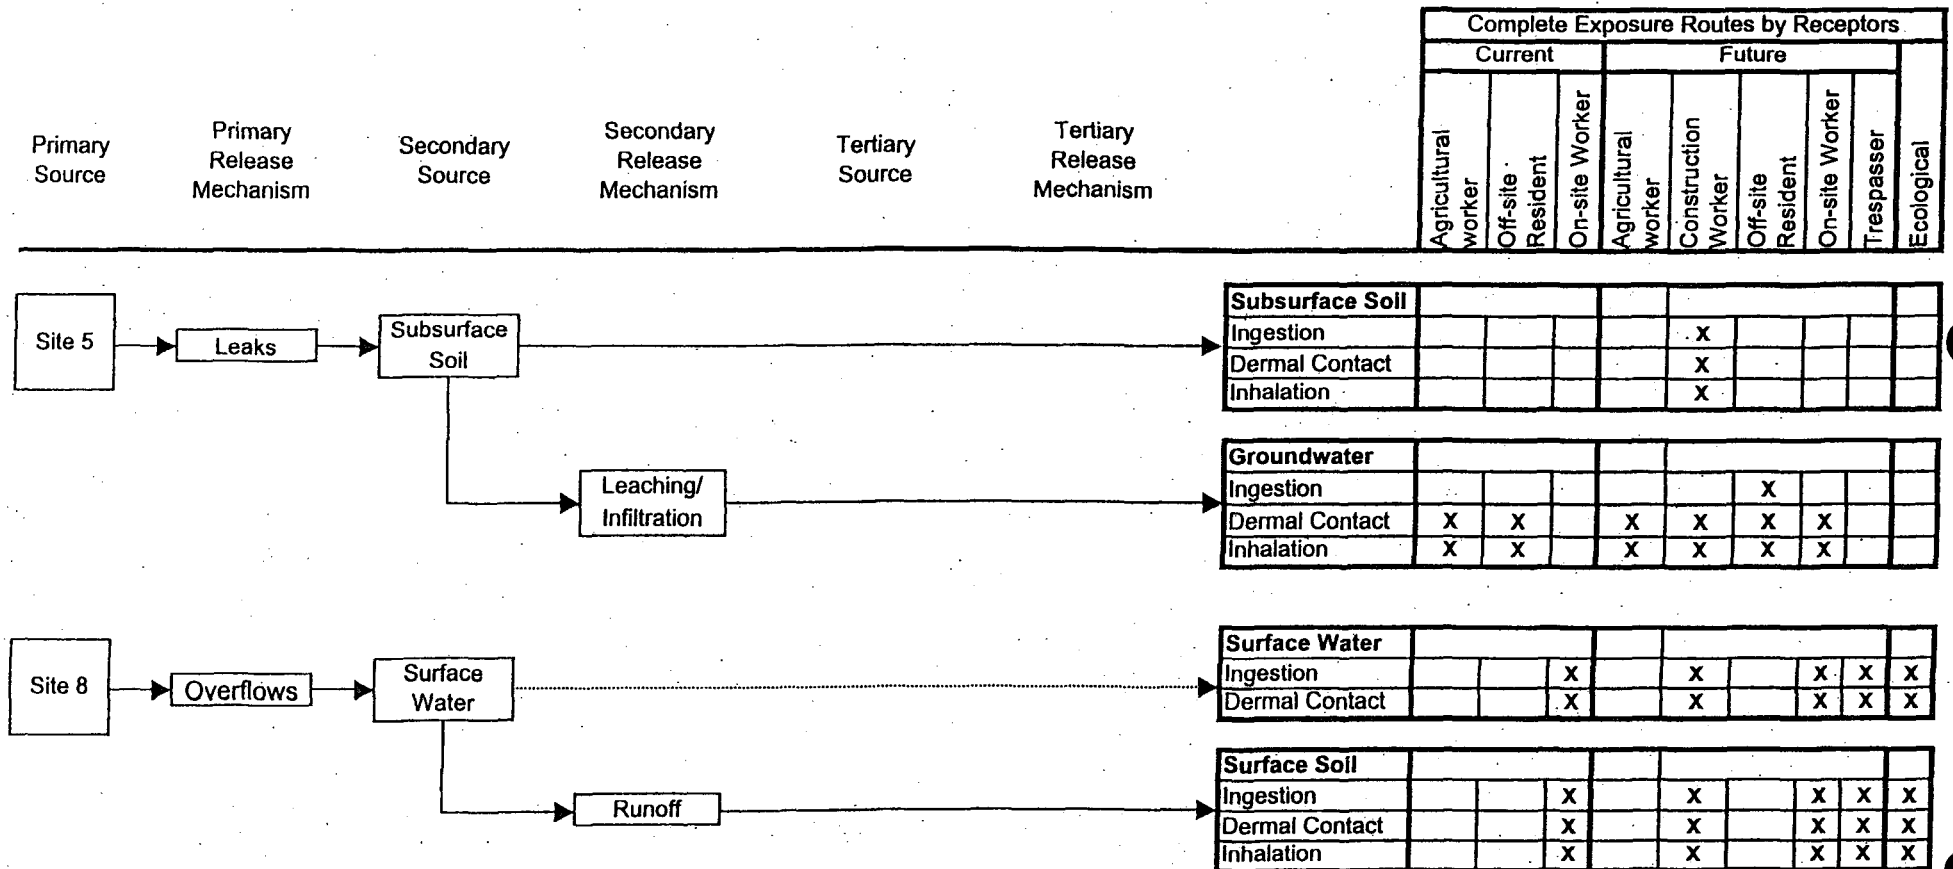 Complete Exposure Routes by Receptors
Current
Future
Primary
Source
Primary
Release
Mechanism
Secondary
Source
Secondary
Release
Mechanism
Tertiary
Source
Tertiary
Release
Mechanism
Agricultural
worker
Off-site
Resident
On-site Worker
Agricultural
worker
Construction
Worker
Off-site
Resident
On-site Worker
Trespasser
Ecological
Site 5
Leaks
Subsurface
Soil
Subsurface Soil
Ingestion X
Dermal Contact X
Inhalation X
Leaching/
Infiltration
Groundwater
Ingestion X
Dermal Contact X X X X X X
Inhalation X X X X X X
Site 8
Overflows
Surface
Water
Surface Water
Ingestion X X X X X
Dermal Contact X X X X X
Runoff
Surface Soil
Ingestion X X X X X
Dermal Contact X X X X X
Inhalation X X X X X